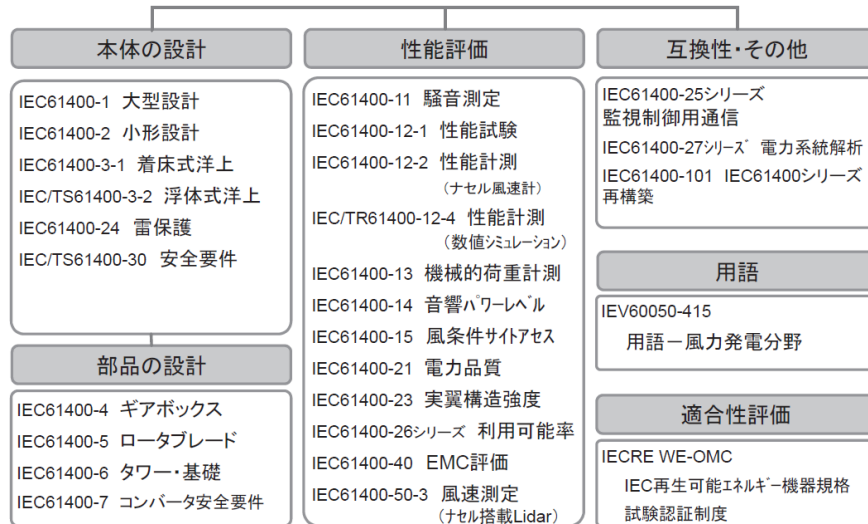 本体の設計
IEC61400-1 大型設計
IEC61400-2 小形設計
IEC61400-3-1 着床式洋上
IEC/TS61400-3-2 浮体式洋上
IEC61400-24 雷保護
IEC/TS61400-30 安全要件
部品の設計
IEC61400-4 ギアボックス
IEC61400-5 ロータブレード
IEC61400-6 タワー・基礎
IEC61400-7 コンバータ安全要件
性能評価
IEC61400-11 騒音測定
IEC61400-12-1 性能試験
IEC61400-12-2 性能計測
（ナセル風速計）
IEC/TR61400-12-4 性能計測
（数値ｼﾐｭﾚｰｼｮﾝ）
IEC61400-13 機械的荷重計測
IEC61400-14 音響ﾊﾟﾜｰﾚﾍﾞﾙ
IEC61400-15 風条件ｻｲﾄｱｾｽ
IEC61400-21 電力品質
IEC61400-23 実翼構造強度
IEC61400-26シリーズ 利用可能率
IEC61400-40 EMC評価
IEC61400-50-3 風速測定
（ナセル搭載Lidar）
互換性・その他
IEC61400-25シリーズ
監視制御用通信
IEC61400-27ｼﾘｰｽﾞ 電力系統解析
IEC61400-101 IEC61400シリーズ
再構築
用語
IEV60050-415
用語－風力発電分野
適合性評価
IECRE WE-OMC
IEC再生可能ｴﾈﾙｷﾞｰ機器規格
試験認証制度